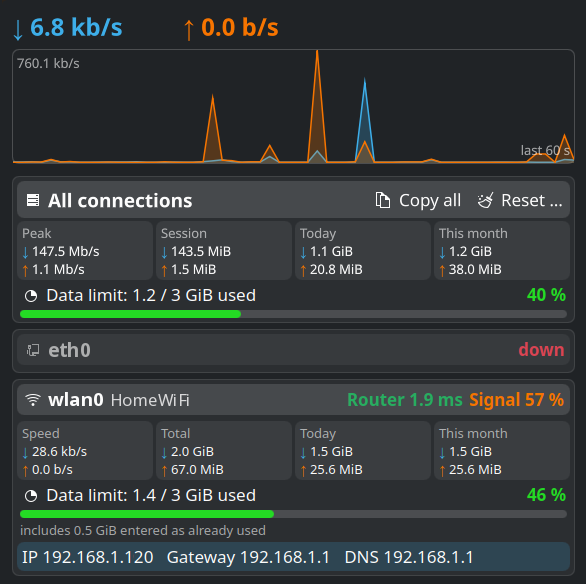 ↓ 6.8 kb/s ↑ 0.0 b/s
760.1 kb/s
last 60 s
All connections Copy all Reset ...
Peak Session Today This month
↓ 147.5 Mb/s ↓ 143.5 MiB ↓ 1.1 GiB ↓ 1.2 GiB
↑ 1.1 Mb/s ↑ 1.5 MiB ↑ 20.8 MiB ↑ 38.0 MiB
Data limit: 1.2 / 3 GiB used 40 %
eth0 down
wlan0 HomeWiFi Router 1.9 ms Signal 57 %
Speed Total Today This month
↓ 28.6 kb/s ↓ 2.0 GiB ↓ 1.5 GiB ↓ 1.5 GiB
↑ 0.0 b/s ↑ 67.0 MiB ↑ 25.6 MiB ↑ 25.6 MiB
Data limit: 1.4 / 3 GiB used 46 %
includes 0.5 GiB entered as already used
IP 192.168.1.120 Gateway 192.168.1.1 DNS 192.168.1.1